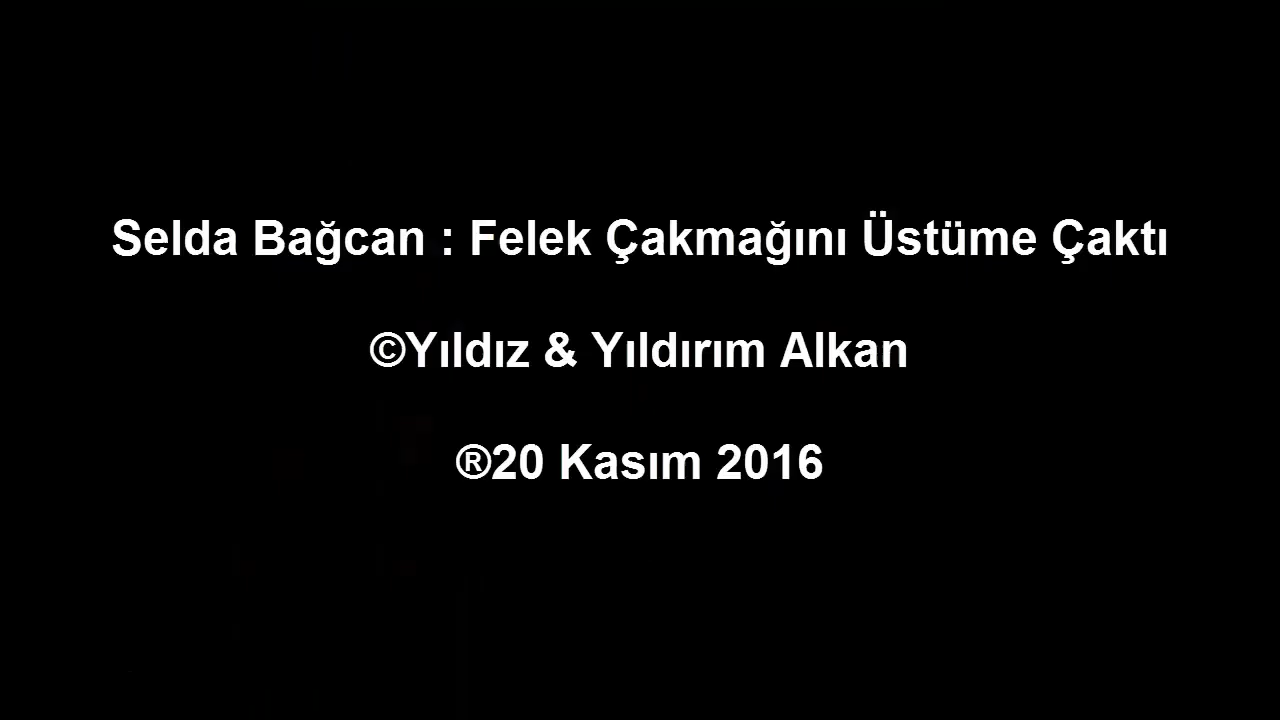 Selda Bağcan : Felek Çakmağını Üstüme Çaktı
©Yıldız & Yıldırım Alkan
®20 Kasım 2016